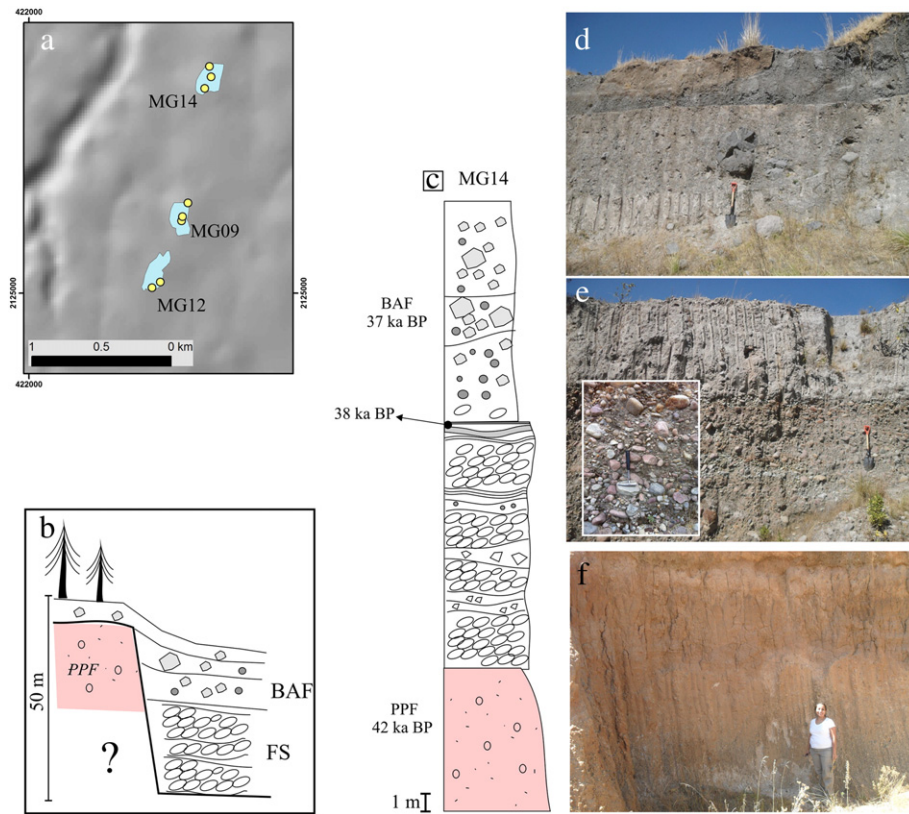 422000
a
MG14
MG09
MG12
2125000
2125000
1 0.5 0 km
422000
b
PPF
50 m
BAF
?
FS
c MG14
BAF
37 ka BP
38 ka BP
PPF
42 ka BP
1 m
d
e
f